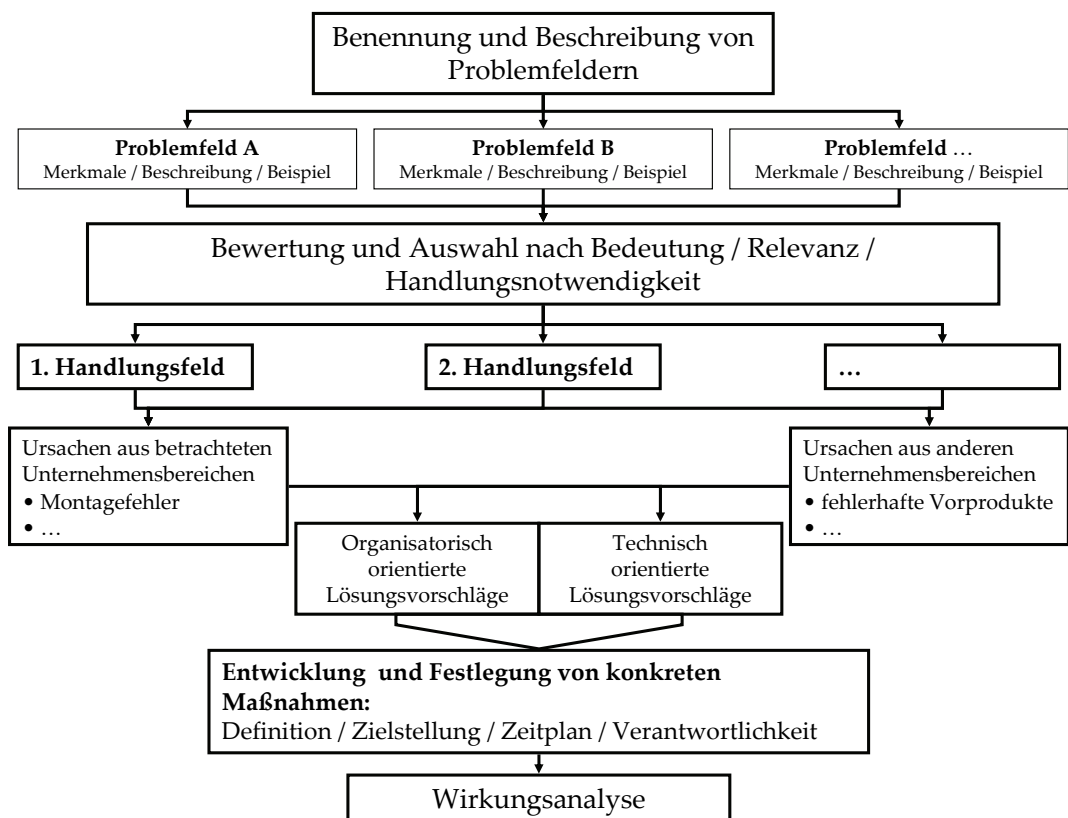 Benennung und Beschreibung von
Problemfeldern
Problemfeld A
Merkmale / Beschreibung / Beispiel
Problemfeld B
Merkmale / Beschreibung / Beispiel
Problemfeld …
Merkmale / Beschreibung / Beispiel
Bewertung und Auswahl nach Bedeutung / Relevanz /
Handlungsnotwendigkeit
1. Handlungsfeld
2. Handlungsfeld
…
Ursachen aus betrachteten
Unternehmensbereichen
• Montagefehler
• …
Ursachen aus anderen
Unternehmensbereichen
• fehlerhafte Vorprodukte
• …
Organisatorisch
orientierte
Lösungsvorschläge
Technisch
orientierte
Lösungsvorschläge
Entwicklung und Festlegung von konkreten
Maßnahmen:
Definition / Zielstellung / Zeitplan / Verantwortlichkeit
Wirkungsanalyse